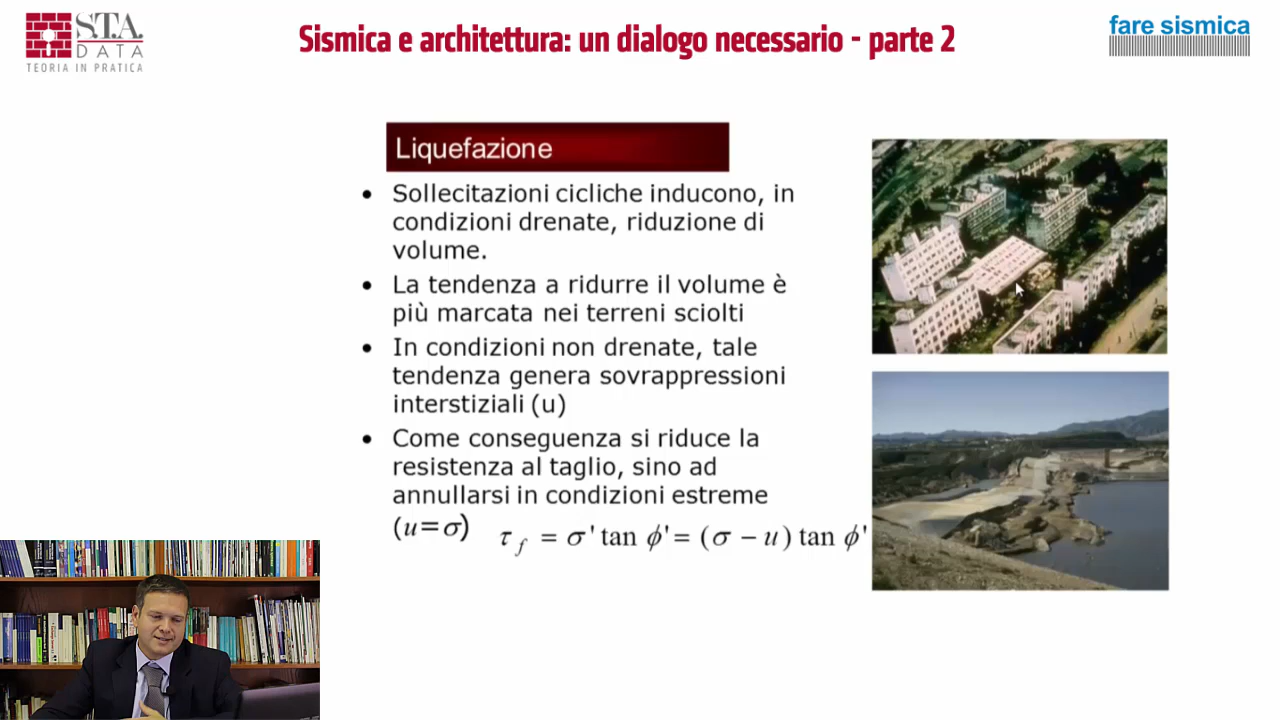 S.T.A.
DATA
TEORIA IN PRATICA
Sismica e architettura: un dialogo necessario - parte 2
fare sismica
Liquefazione
• Sollecitazioni cicliche inducono, in
condizioni drenate, riduzione di
volume.
• La tendenza a ridurre il volume è
più marcata nei terreni sciolti
• In condizioni non drenate, tale
tendenza genera sovrappressioni
interstiziali (u)
• Come conseguenza si riduce la
resistenza al taglio, sino ad
annullarsi in condizioni estreme
(u=σ) τf = σ' tan ϕ'= (σ − u) tan ϕ'